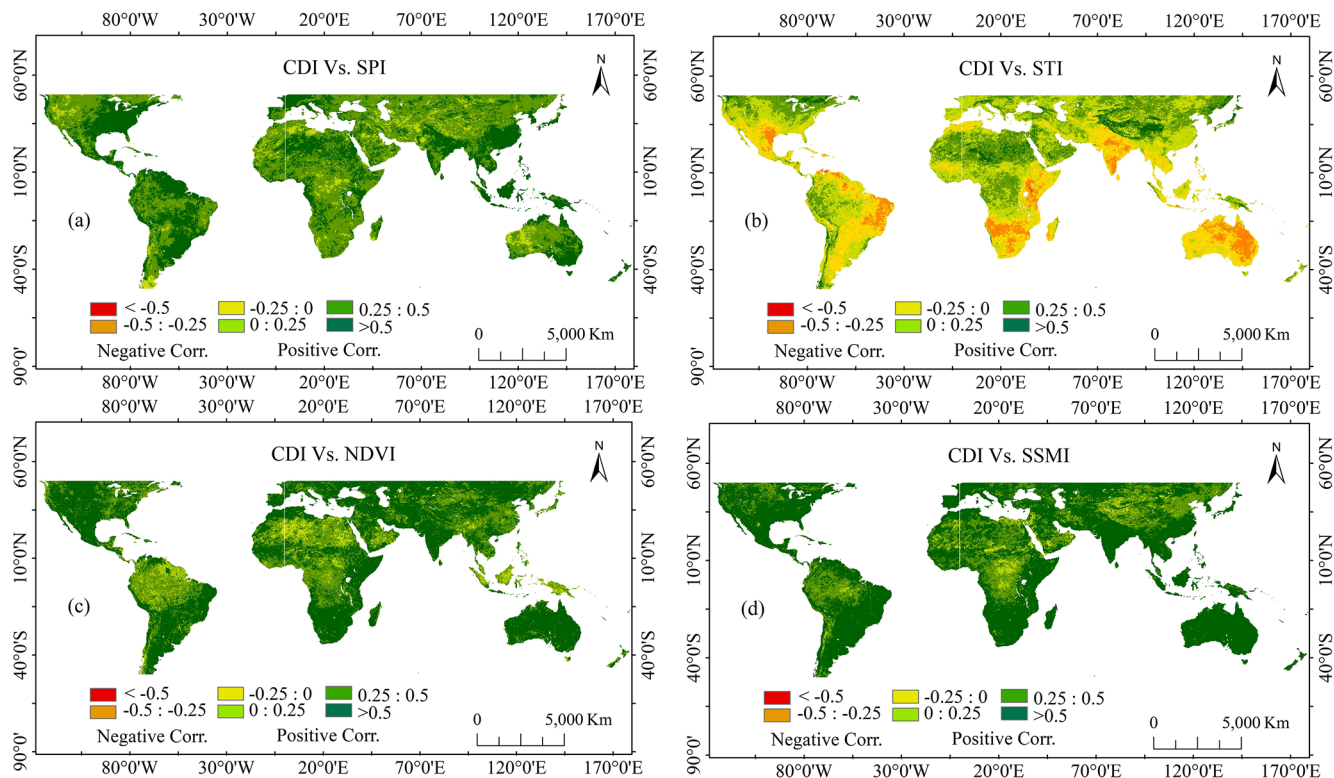 80°0'W 30°0'W 20°0'E 70°0'E 120°0'E 170°0'E
60°0'N 60°0'N
CDI Vs. SPI
N
10°0'N 10°0'N
(a)
40°0'S 40°0'S
< -0.5 -0.25 : 0 0.25 : 0.5
-0.5 : -0.25 0 : 0.25 >0.5
0 5,000 Km
Negative Corr. Positive Corr.
90°0' 90°0'
80°0'W 30°0'W 20°0'E 70°0'E 120°0'E 170°0'E
80°0'W 30°0'W 20°0'E 70°0'E 120°0'E 170°0'E
60°0'N 60°0'N
CDI Vs. STI
N
10°0'N 10°0'N
(b)
40°0'S 40°0'S
< -0.5 -0.25 : 0 0.25 : 0.5
-0.5 : -0.25 0 : 0.25 >0.5
0 5,000 Km
Negative Corr. Positive Corr.
90°0' 90°0'
80°0'W 30°0'W 20°0'E 70°0'E 120°0'E 170°0'E
80°0'W 30°0'W 20°0'E 70°0'E 120°0'E 170°0'E
60°0'N 60°0'N
CDI Vs. NDVI
N
10°0'N 10°0'N
(c)
40°0'S 40°0'S
< -0.5 -0.25 : 0 0.25 : 0.5
-0.5 : -0.25 0 : 0.25 >0.5
0 5,000 Km
Negative Corr. Positive Corr.
90°0' 90°0'
80°0'W 30°0'W 20°0'E 70°0'E 120°0'E 170°0'E
80°0'W 30°0'W 20°0'E 70°0'E 120°0'E 170°0'E
60°0'N 60°0'N
CDI Vs. SSMI
N
10°0'N 10°0'N
(d)
40°0'S 40°0'S
< -0.5 -0.25 : 0 0.25 : 0.5
-0.5 : -0.25 0 : 0.25 >0.5
0 5,000 Km
Negative Corr. Positive Corr.
90°0' 90°0'
80°0'W 30°0'W 20°0'E 70°0'E 120°0'E 170°0'E